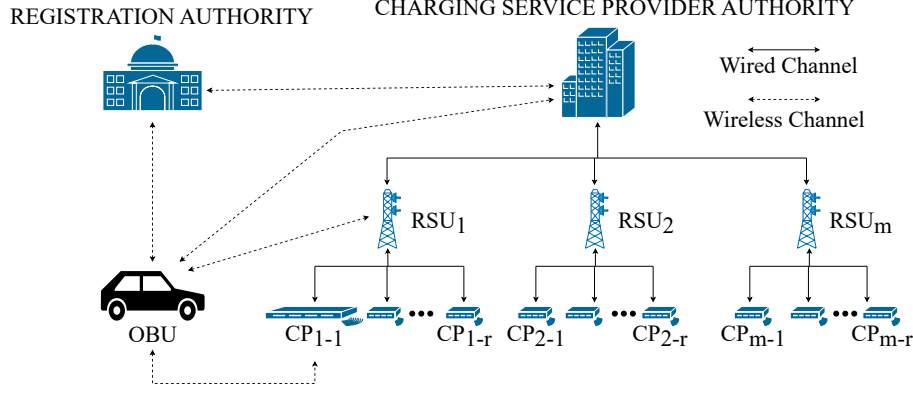 REGISTRATION AUTHORITY
CHARGING SERVICE PROVIDER AUTHORITY
Wired Channel
Wireless Channel
RSU1
RSU2
RSUm
OBU
CP1-1
CP1-r
CP2-1
CP2-r
CPm-1
CPm-r